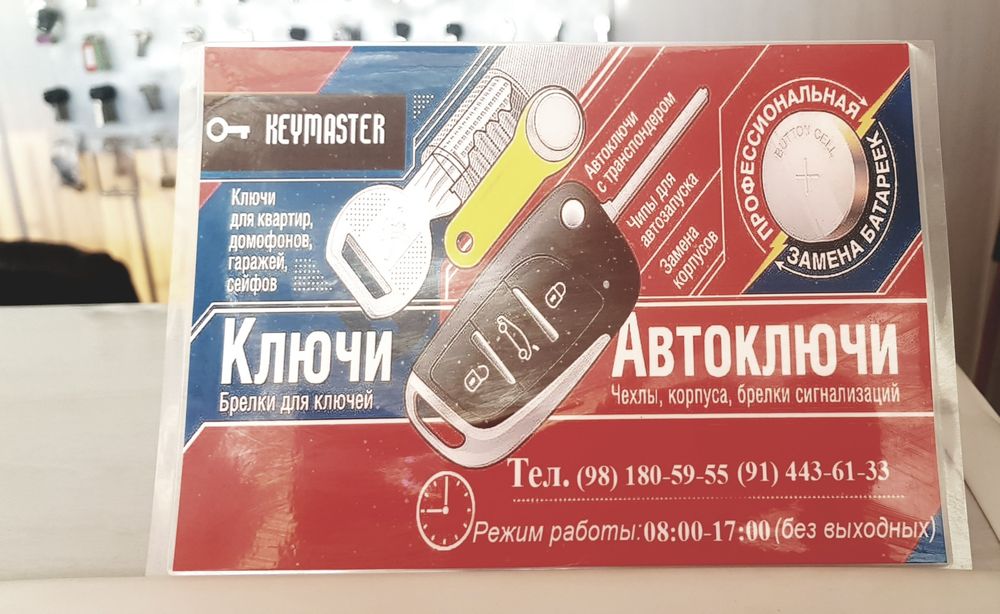 KEYMASTER
Ключи
для квартир,
домофонов,
гаражей,
сейфов
Автоключи
с транспондером
Чипы для
автозапуска
Замена
корпусов
ПРОФЕССИОНАЛЬНАЯ
ЗАМЕНА БАТАРЕЕК
BUTTON CELL
+
Ключи
Брелки для ключей
Автоключи
Чехлы, корпуса, брелки сигнализаций
Тел. (98) 180-59-55 (91) 443-61-33
Режим работы: 08:00-17:00 (без выходных)